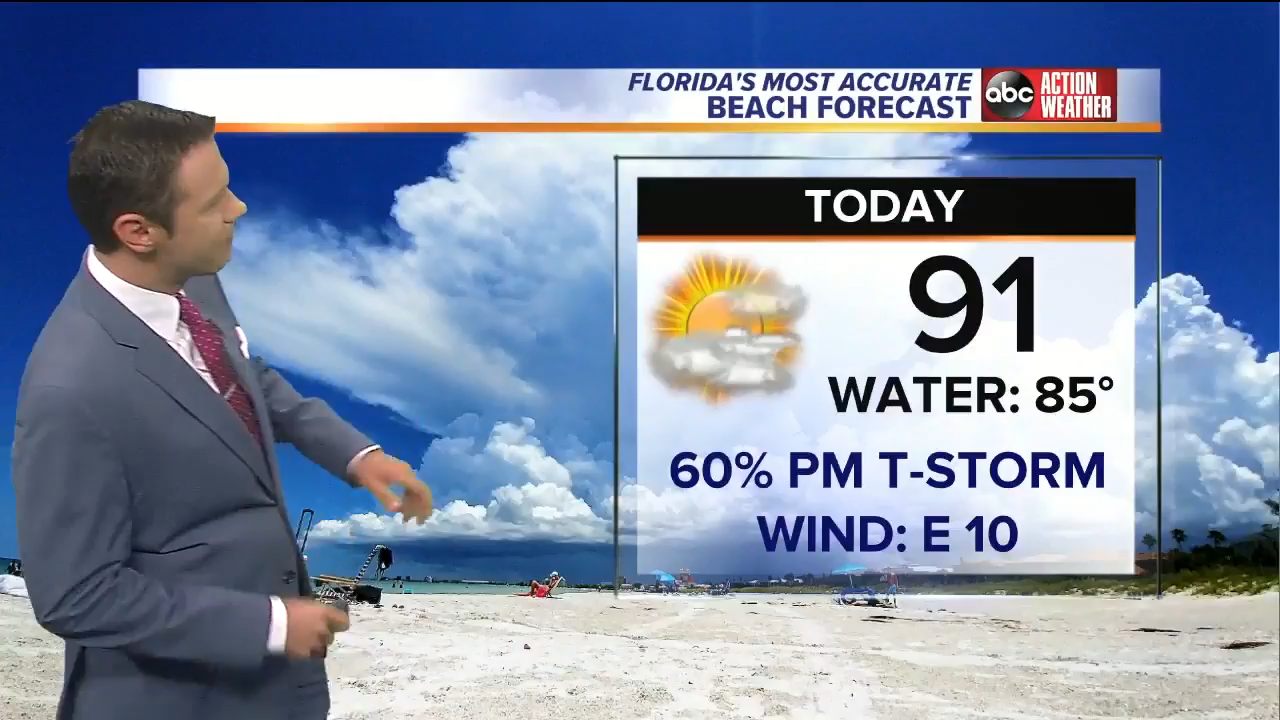 FLORIDA'S MOST ACCURATE
BEACH FORECAST
abc
ACTION
WEATHER
TODAY
91
WATER: 85°
60% PM T-STORM
WIND: E 10